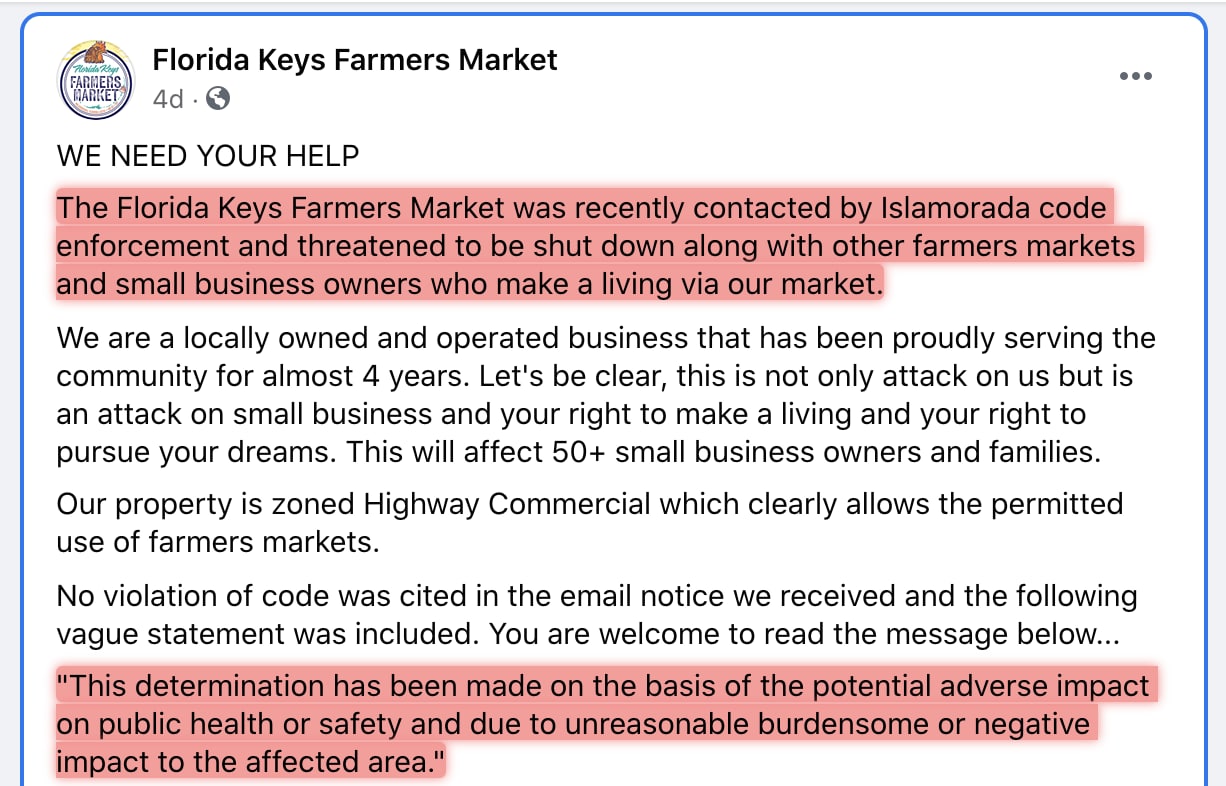 Florida Keys
FARMERS
MARKET
Florida Keys Farmers Market
4d ·
WE NEED YOUR HELP
The Florida Keys Farmers Market was recently contacted by Islamorada code
enforcement and threatened to be shut down along with other farmers markets
and small business owners who make a living via our market.
We are a locally owned and operated business that has been proudly serving the
community for almost 4 years. Let's be clear, this is not only attack on us but is
an attack on small business and your right to make a living and your right to
pursue your dreams. This will affect 50+ small business owners and families.
Our property is zoned Highway Commercial which clearly allows the permitted
use of farmers markets.
No violation of code was cited in the email notice we received and the following
vague statement was included. You are welcome to read the message below...
"This determination has been made on the basis of the potential adverse impact
on public health or safety and due to unreasonable burdensome or negative
impact to the affected area."